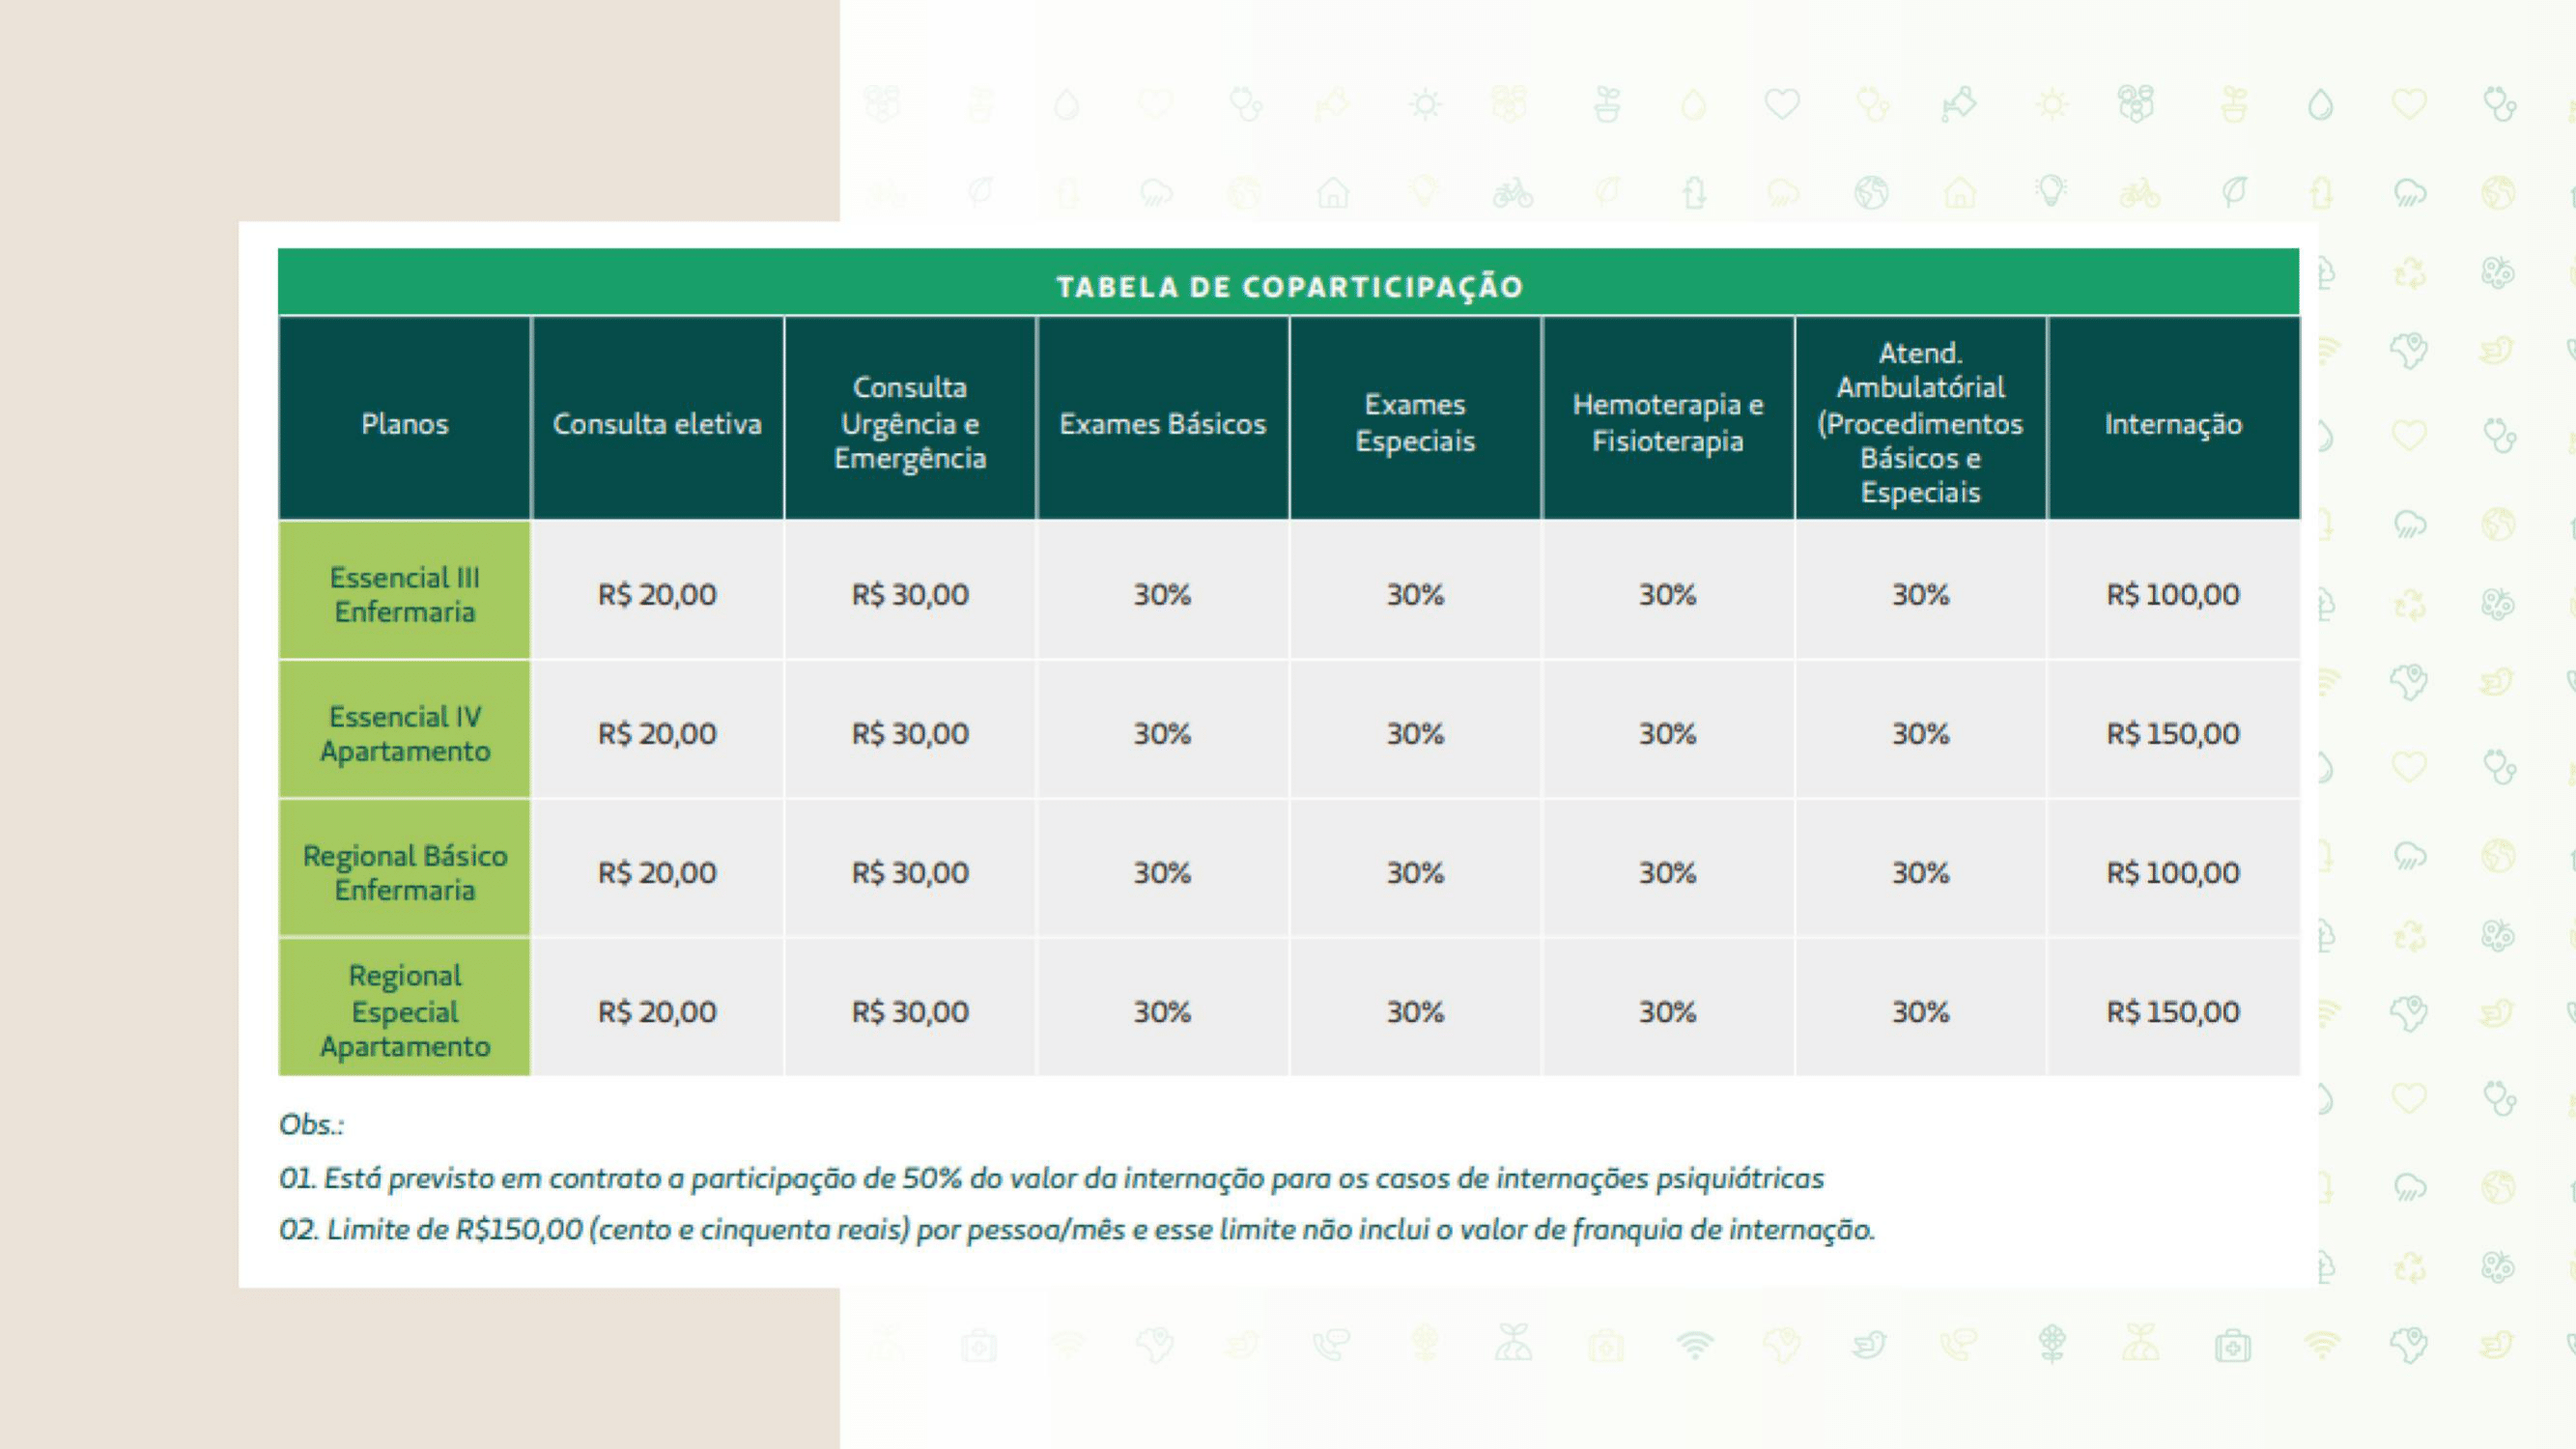 TABELA DE COPARTICIPAÇÃO
Planos
Consulta eletiva
Consulta
Urgência e
Emergência
Exames Básicos
Exames
Especiais
Hemoterapia e
Fisioterapia
Atend.
Ambulatórial
(Procedimentos
Básicos e
Especiais
Internação
Essencial III
Enfermaria
R$ 20,00
R$ 30,00
30%
30%
30%
30%
R$ 100,00
Essencial IV
Apartamento
R$ 20,00
R$ 30,00
30%
30%
30%
30%
R$ 150,00
Regional Básico
Enfermaria
R$ 20,00
R$ 30,00
30%
30%
30%
30%
R$ 100,00
Regional
Especial
Apartamento
R$ 20,00
R$ 30,00
30%
30%
30%
30%
R$ 150,00
Obs.:
01. Está previsto em contrato a participação de 50% do valor da internação para os casos de internações psiquiátricas
02. Limite de R$150,00 (cento e cinquenta reais) por pessoa/mês e esse limite não inclui o valor de franquia de internação.